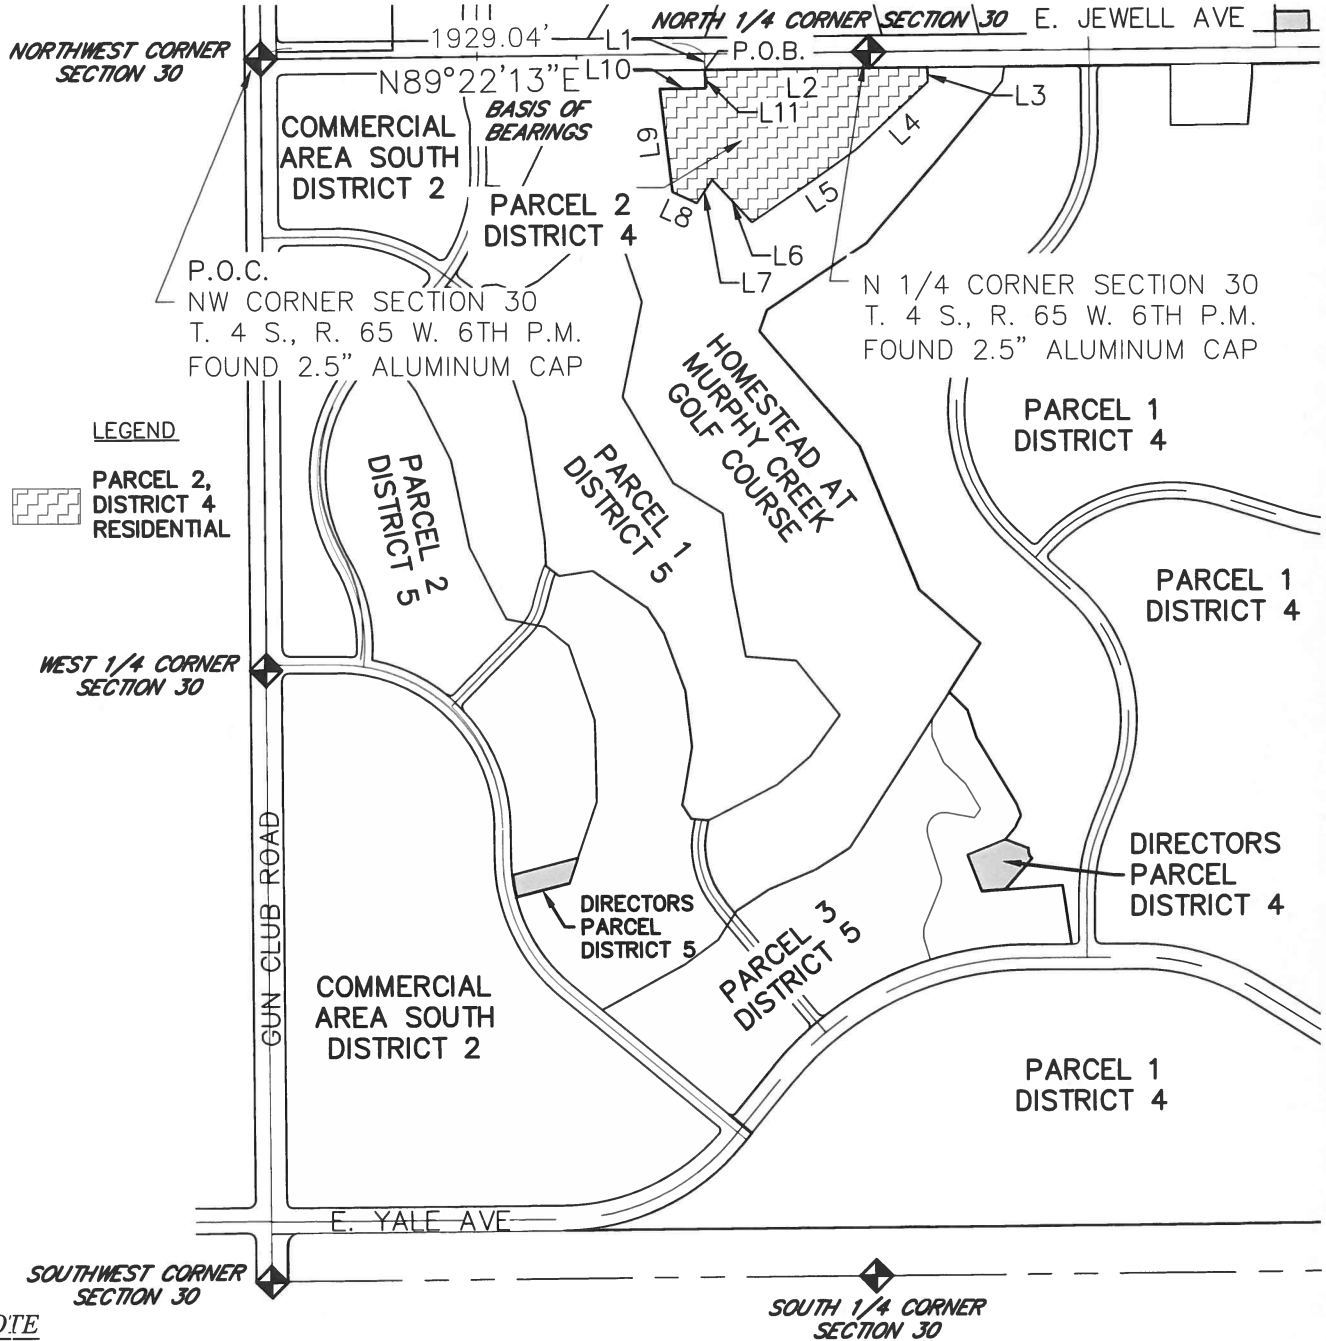 NORTH 1/4 CORNER SECTION 30
E. JEWELL AVE
NORTHWEST CORNER
SECTION 30
1929.04'
L1
P.O.B.
N89°22'13"E
L10
L2
L11
L3
BASIS OF
BEARINGS
COMMERCIAL
AREA SOUTH
DISTRICT 2
L9
L4
L5
PARCEL 2
DISTRICT 4
L8
L6
L7
P.O.C.
NW CORNER SECTION 30
T. 4 S., R. 65 W. 6TH P.M.
FOUND 2.5" ALUMINUM CAP
N 1/4 CORNER SECTION 30
T. 4 S., R. 65 W. 6TH P.M.
FOUND 2.5" ALUMINUM CAP
HOMESTEAD AT
MURPHY CREEK
GOLF COURSE
LEGEND
PARCEL 2,
DISTRICT 4
RESIDENTIAL
PARCEL 2
DISTRICT 5
PARCEL 1
DISTRICT 5
PARCEL 1
DISTRICT 4
PARCEL 1
DISTRICT 4
WEST 1/4 CORNER
SECTION 30
GUN CLUB ROAD
DIRECTORS
PARCEL
DISTRICT 4
DIRECTORS
PARCEL
DISTRICT 5
PARCEL 3
DISTRICT 5
COMMERCIAL
AREA SOUTH
DISTRICT 2
PARCEL 1
DISTRICT 4
E. YALE AVE
SOUTHWEST CORNER
SECTION 30
SOUTH 1/4 CORNER
SECTION 30
OTE